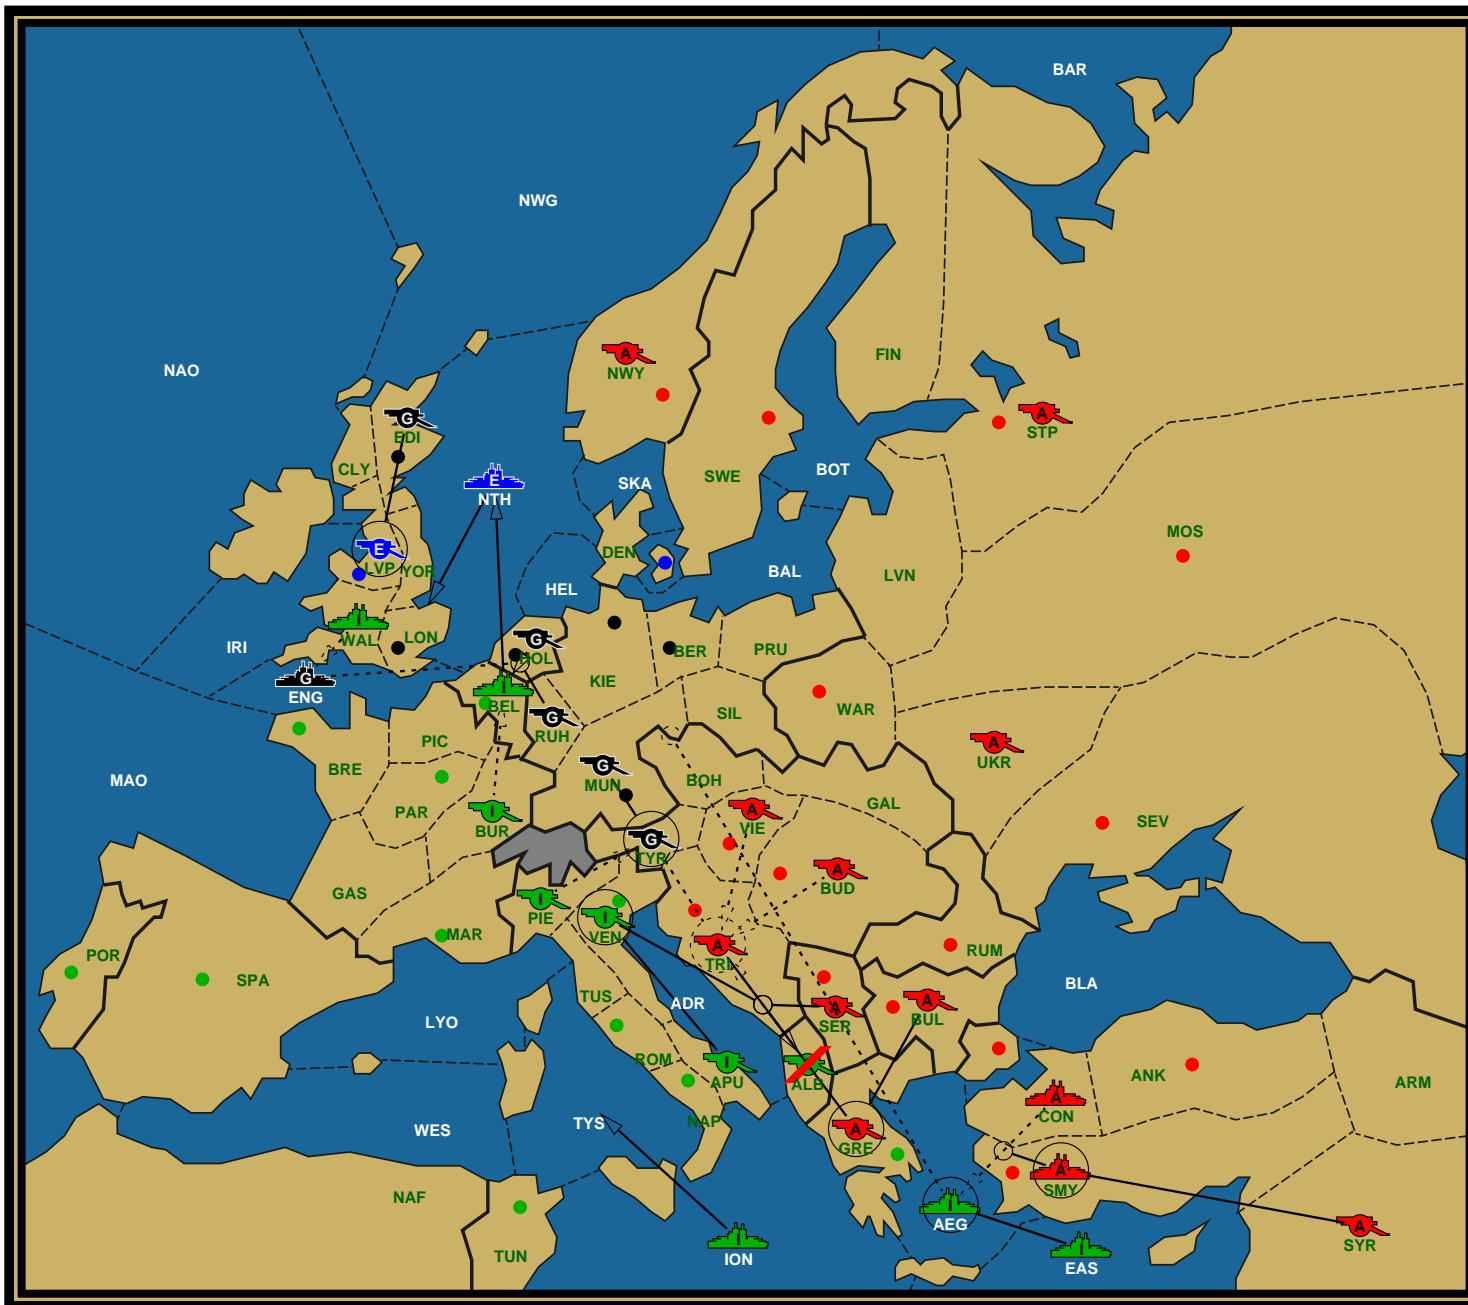 BAR
NWG
NAO
FIN
A
NWY
A
STP
G
EDI
CLY
E
NTH
SKA
SWE
BOT
MOS
E
LVP
YOR
DEN
HEL
BAL
LVN
I
WAL
LON
IRI
G
HOL
BER
PRU
G
ENG
I
BEL
KIE
SIL
WAR
G
RUH
PIC
A
UKR
BRE
G
MUN
BOH
MAO
PAR
I
BUR
A
VIE
GAL
SEV
G
TYR
A
BUD
GAS
I
PIE
I
VEN
MAR
A
TRI
POR
SPA
RUM
BLA
TUS
ADR
A
SER
A
BUL
LYO
ROM
I
APU
I
ALB
ANK
ARM
A
CON
NAP
TYS
WES
A
GRE
A
SMY
NAF
I
AEG
A
SYR
TUN
I
ION
I
EAS